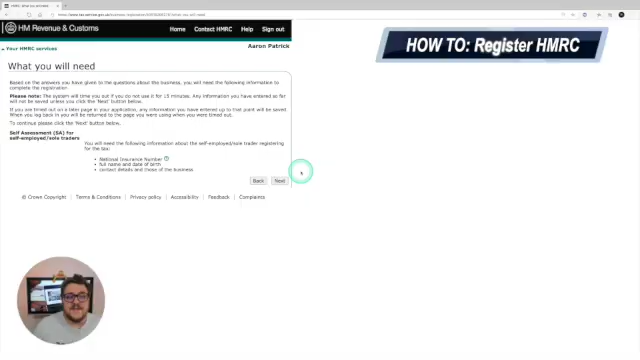 HM Revenue & Customs
Home Contact HMRC Help Sign out
Your HMRC services
Aaron Patrick
HOW TO: Register HMRC
What you will need
Based on the answers you have given to the questions about the business, you will need the following information to
complete the registration
Please note: The system will time you out if you do not use it for 15 minutes. Any information you have entered so far
will not be saved unless you click the 'Next' button below.
If you are timed out on a later page in your application, any information you have entered up to that point will be saved.
When you log back in you will be returned to the page you were using when you were timed out.
To continue please click the 'Next' button below.
Self Assessment (SA) for
self-employed/sole traders
You will need the following information about the self-employed/sole trader registering
for the tax:
• National Insurance Number
• full name and date of birth
• contact details and those of the business
Back Next
© Crown Copyright | Terms & Conditions | Privacy policy | Accessibility | Feedback | Complaints